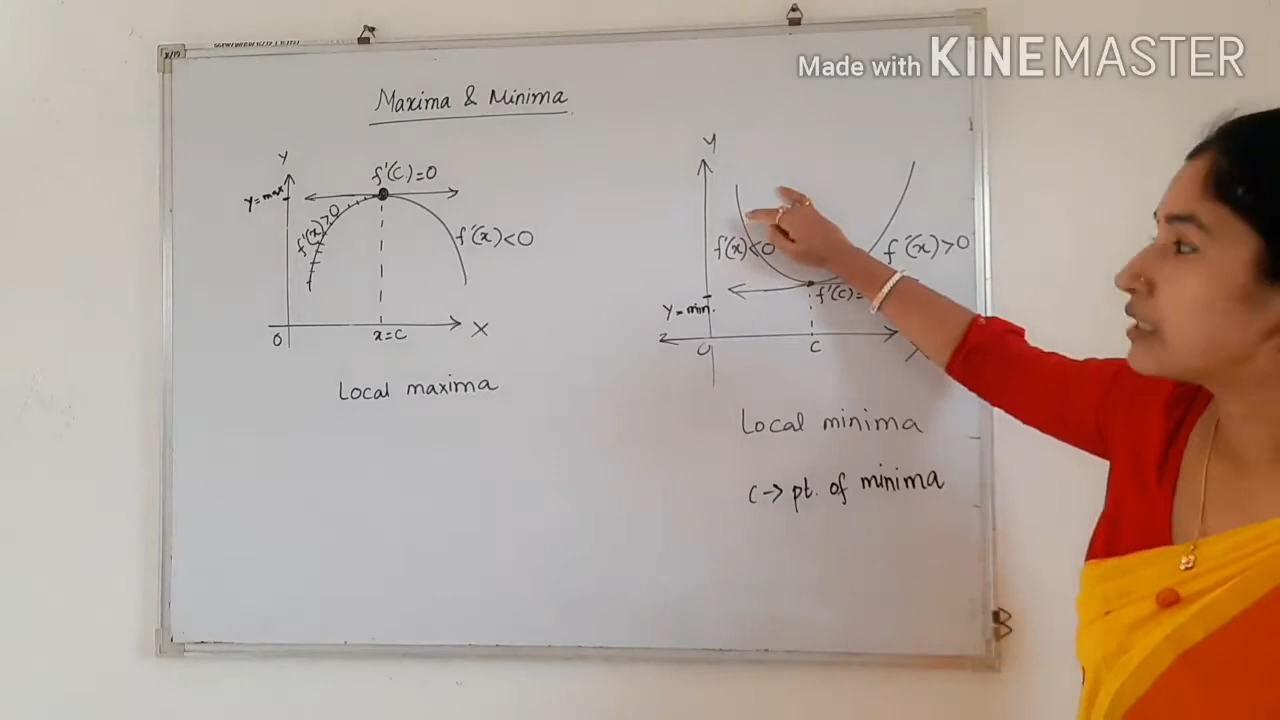 Made with KINEMASTER
Maxima & Minima
Y
f'(c)=0
Y=max
f'(x)>0
f'(x)<0
O
x=c
X
Local maxima
Y
f'(x)<0
f'(x)>0
f'(c)=
Y=min.
O
C
Local minima
c→ pt. of minima